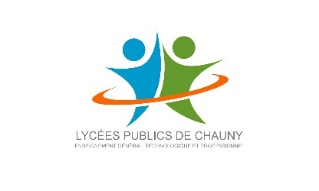 LYCÉES PUBLICS DE CHAUNY
ENSEIGNEMENT GÉNÉRAL, TECHNOLOGIQUE ET PROFESSIONNEL